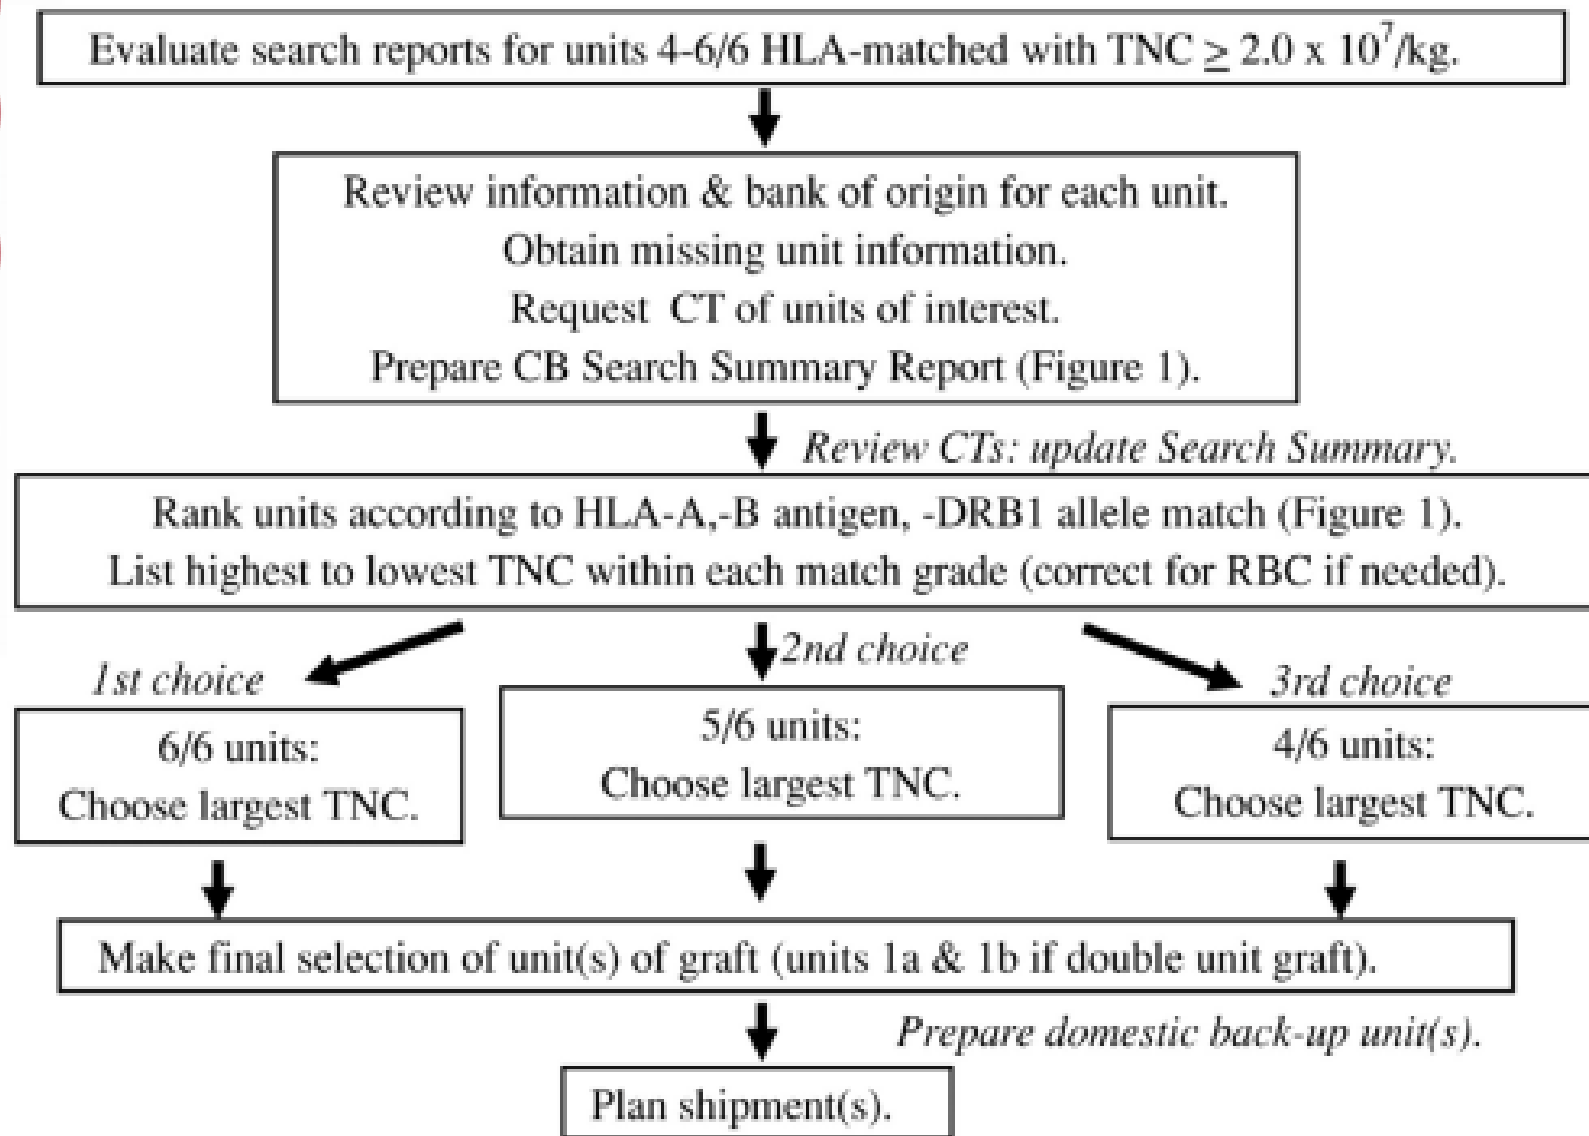 Evaluate search reports for units 4-6/6 HLA-matched with TNC ≥ 2.0 x 10⁷/kg.
Review information & bank of origin for each unit.
Obtain missing unit information.
Request CT of units of interest.
Prepare CB Search Summary Report (Figure 1).
Review CTs: update Search Summary.
Rank units according to HLA-A,-B antigen, -DRB1 allele match (Figure 1).
List highest to lowest TNC within each match grade (correct for RBC if needed).
1st choice
6/6 units:
Choose largest TNC.
2nd choice
5/6 units:
Choose largest TNC.
3rd choice
4/6 units:
Choose largest TNC.
Make final selection of unit(s) of graft (units 1a & 1b if double unit graft).
Prepare domestic back-up unit(s).
Plan shipment(s).